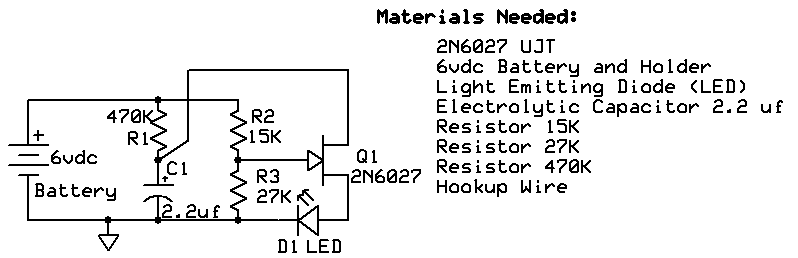 Materials Needed:
2N6027 UJT
6vdc Battery and Holder
Light Emitting Diode (LED)
Electrolytic Capacitor 2.2 uf
Resistor 15K
Resistor 27K
Resistor 470K
Hookup Wire
470K
R1
R2
15K
+
6vdc
Battery
C1
+
2.2uf
R3
27K
Q1
2N6027
D1 LED